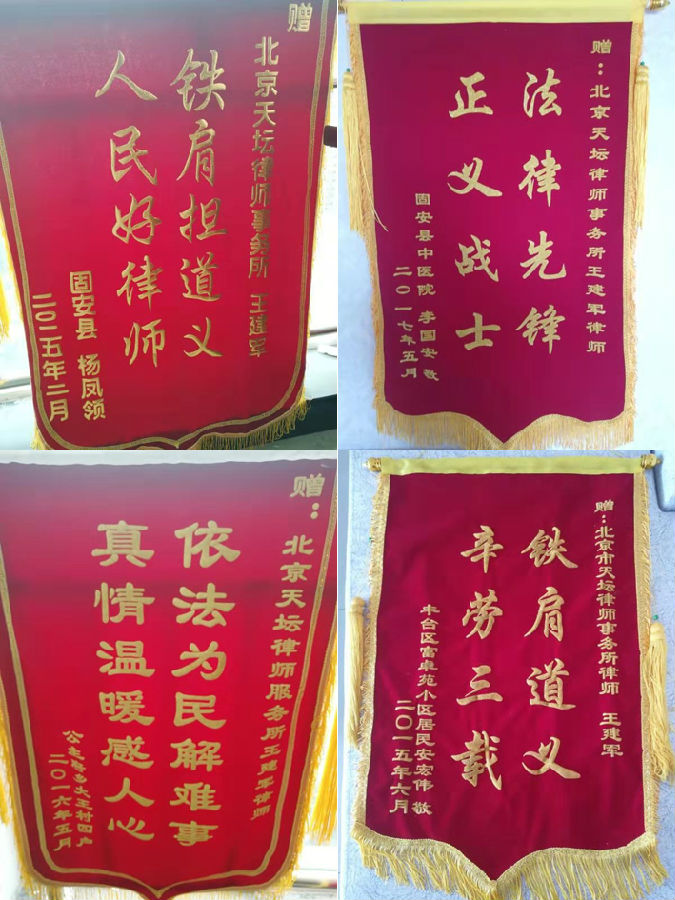 赠
北京天坛律师事务所 王建军
铁肩担道义
人民好律师
固安县 杨凤领
二〇一五年二月
赠：北京天坛律师事务所王建军律师
法律先锋
正义战士
固安县中医院 李国安敬
二〇一七年五月
赠：
北京天坛律师服务所王建军律师
依法为民解难事
真情温暖感人心
大王村四户
二〇一六年五月
赠：北京市天坛律师事务所律师 王建军
铁肩道义
辛劳三载
丰台区富卓苑小区居民安宏伟 敬
二〇一五年六月